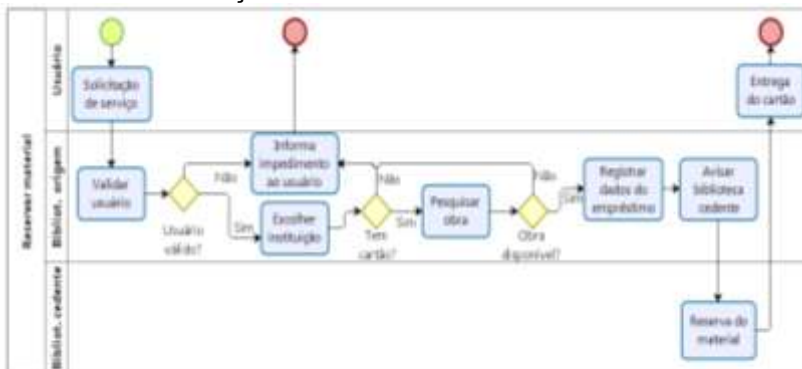 Reservar material
Usuário
Bibliot. origem
Bibliot. cedente
Solicitação
de serviço
Entrega
do cartão
Validar
usuário
Usuário
válido?
Não
Sim
Informa
impedimento
ao usuário
Escolher
instituição
Tem
cartão?
Não
Sim
Pesquisar
obra
Obra
disponível?
Não
Sim
Registrar
dados do
empréstimo
Avisar
biblioteca
cedente
Reserva do
material